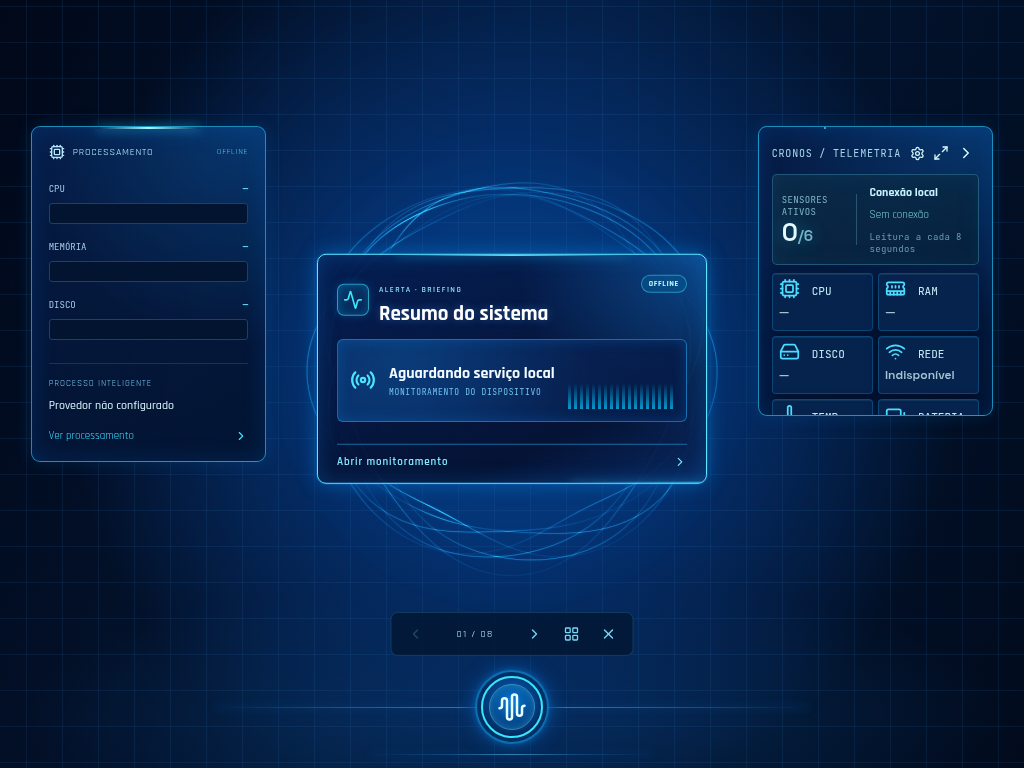 PROCESSAMENTO
OFFLINE
CPU
—
MEMÓRIA
—
DISCO
—
PROCESSO INTELIGENTE
Provedor não configurado
Ver processamento
ALERTA · BRIEFING
OFFLINE
Resumo do sistema
Aguardando serviço local
MONITORAMENTO DO DISPOSITIVO
Abrir monitoramento
CRONOS / TELEMETRIA
SENSORES
ATIVOS
0/6
Conexão local
Sem conexão
Leitura a cada 8
segundos
CPU
—
RAM
—
DISCO
—
REDE
Indisponível
TEMP
BATERIA
01 / 08